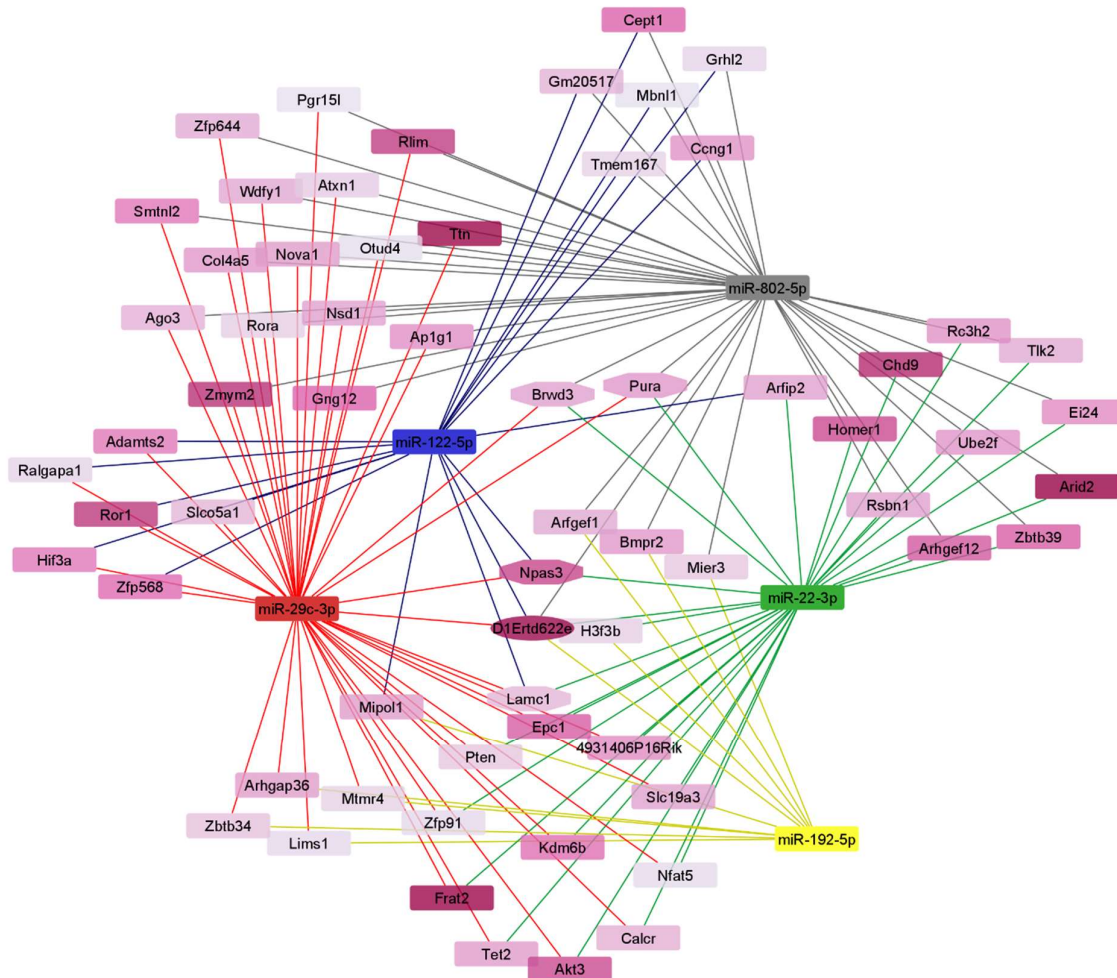 Cept1
Grhl2
Gm20517
Mbnl1
Pgr15l
Zfp644
Rlim
Ccng1
Tmem167
Wdfy1
Atxn1
Smtnl2
Ttn
Otud4
Col4a5
Nova1
miR-802-5p
Ago3
Rora
Nsd1
Ap1g1
Rc3h2
Tlk2
Chd9
Zmym2
Gng12
Brwd3
Pura
Arfip2
Ei24
Homer1
Adamts2
miR-122-5p
Ube2f
Ralgapa1
Arid2
Ror1
Slco5a1
Rsbn1
Arfgef1
Bmpr2
Zbtb39
Hif3a
Arhgef12
Zfp568
Npas3
Mier3
miR-22-3p
miR-29c-3p
D1Ertd622e
H3f3b
Mipol1
Lamc1
Epc1
4931406P16Rik
Pten
Arhgap36
Mtmr4
Slc19a3
Zbtb34
Zfp91
Lims1
miR-192-5p
Kdm6b
Nfat5
Frat2
Calcr
Tet2
Akt3